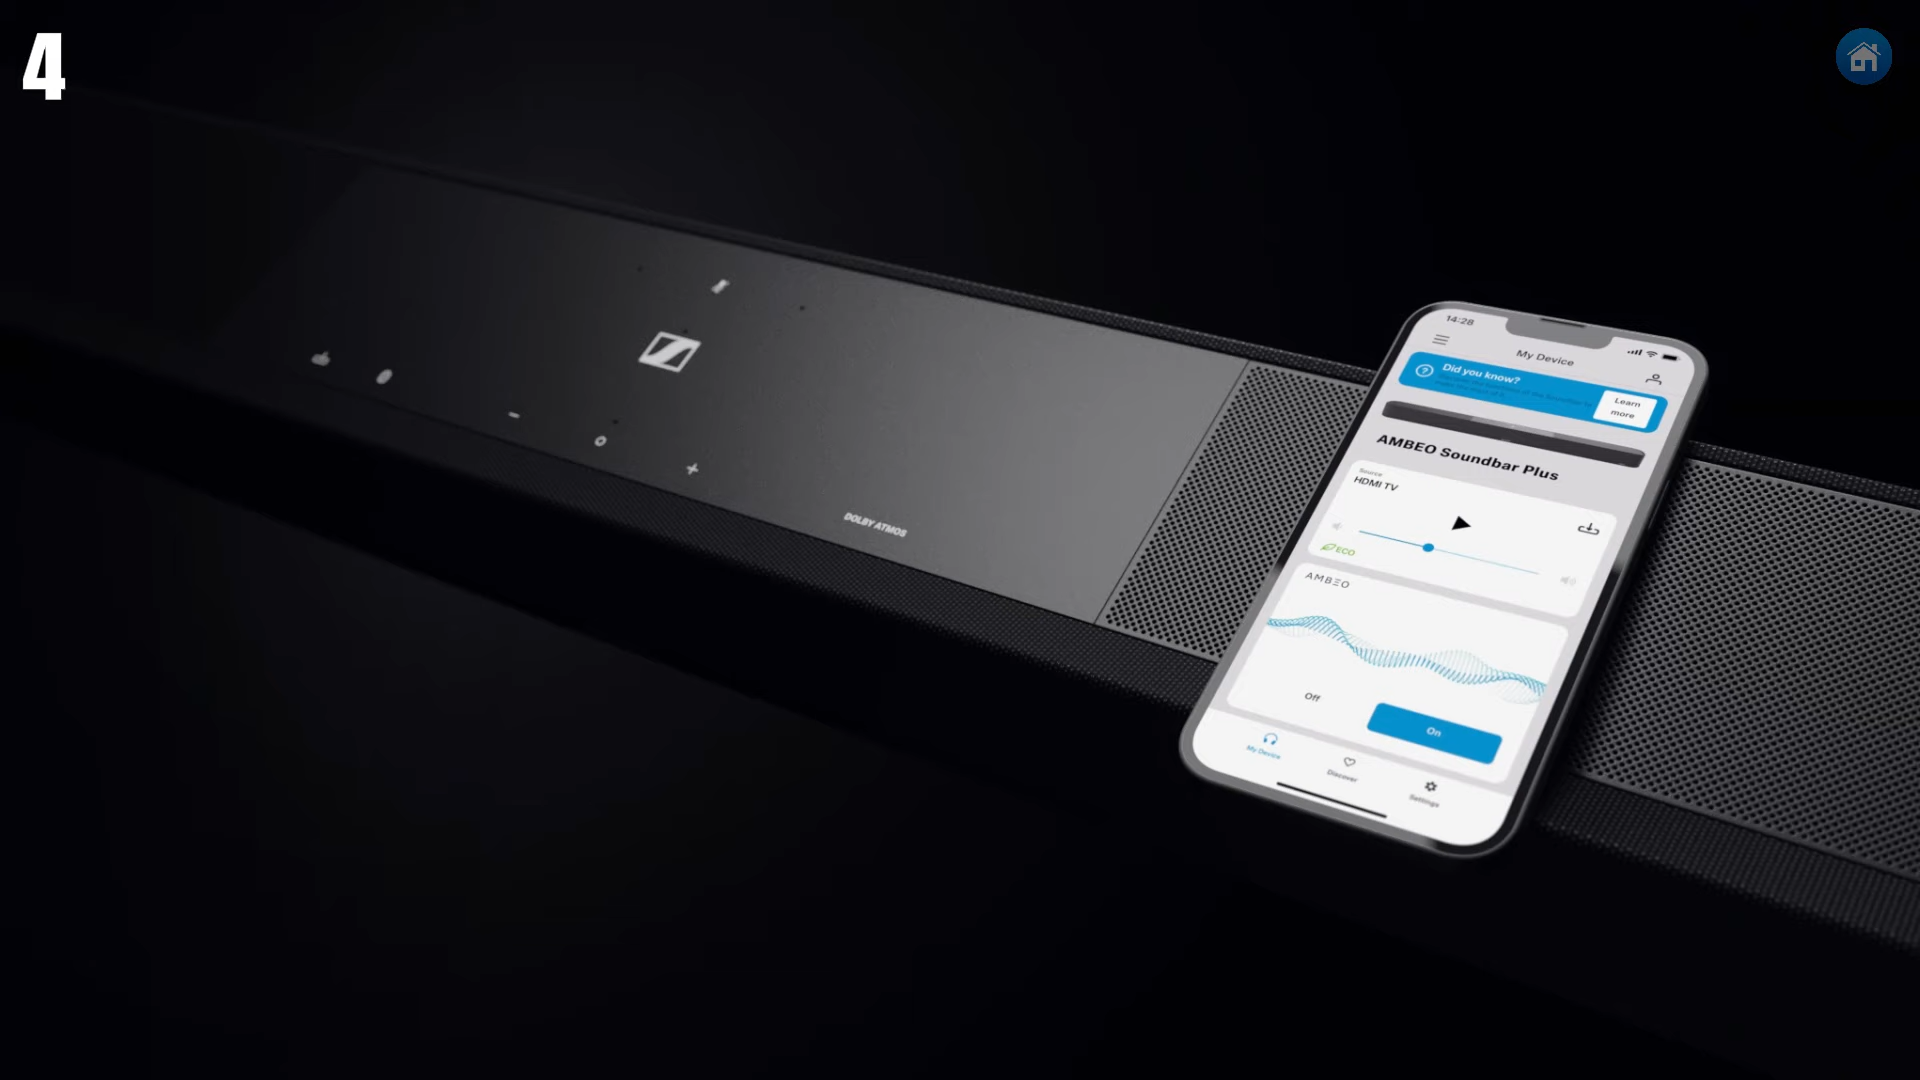 4
14:28
My Device
Did you know?
Learn
more
AMBEO Soundbar Plus
Source
HDMI TV
ECO
AMBEO
Off
On
My Device
Discover
Settings
DOLBY ATMOS